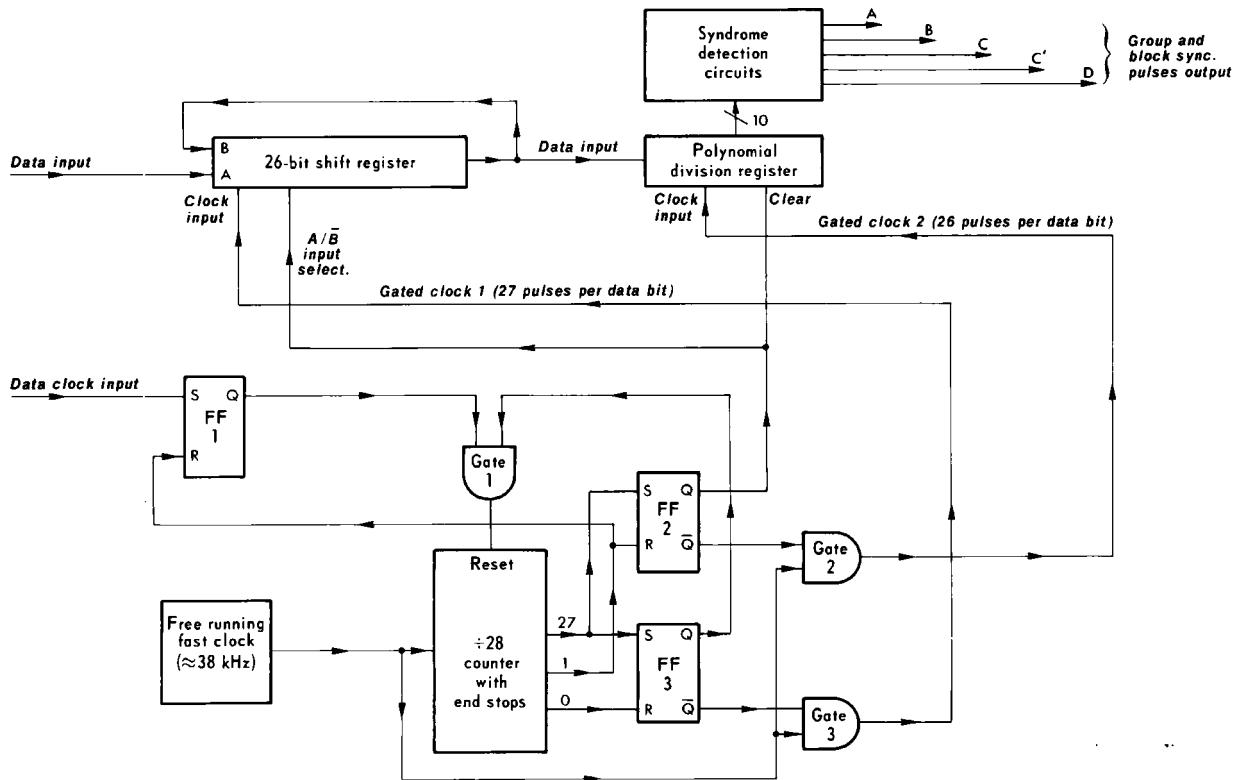 A
B
C
C'
D
Syndrome
detection
circuits
Group and
block sync.
pulses output
10
Data input
B
A
26-bit shift register
Data input
Polynomial
division register
Clock
input
A/B̅
input
select.
Clock
input
Clear
Gated clock 2 (26 pulses per data bit)
Gated clock 1 (27 pulses per data bit)
Data clock input
S Q
FF
1
R
Gate
1
S Q
FF
2
R Q̅
Gate
2
Reset
÷28
counter
with
end stops
27
1
0
Free running
fast clock
(≈38 kHz)
S Q
FF
3
R Q̅
Gate
3